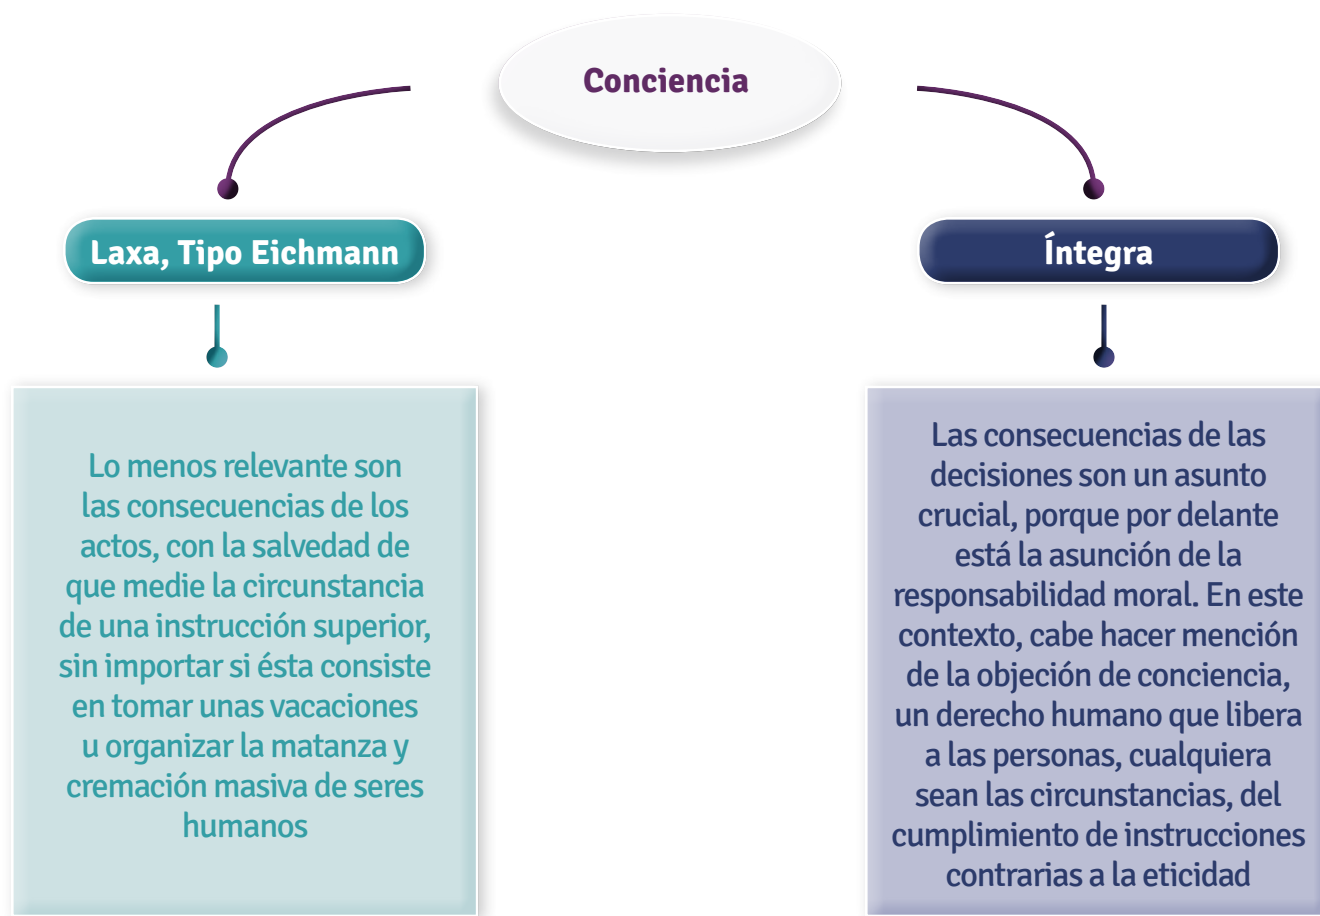 Conciencia
Laxa, Tipo Eichmann
Lo menos relevante son
las consecuencias de los
actos, con la salvedad de
que medie la circunstancia
de una instrucción superior,
sin importar si ésta consiste
en tomar unas vacaciones
u organizar la matanza y
cremación masiva de seres
humanos
Íntegra
Las consecuencias de las
decisiones son un asunto
crucial, porque por delante
está la asunción de la
responsabilidad moral. En este
contexto, cabe hacer mención
de la objeción de conciencia,
un derecho humano que libera
a las personas, cualquiera
sean las circunstancias, del
cumplimiento de instrucciones
contrarias a la eticidad